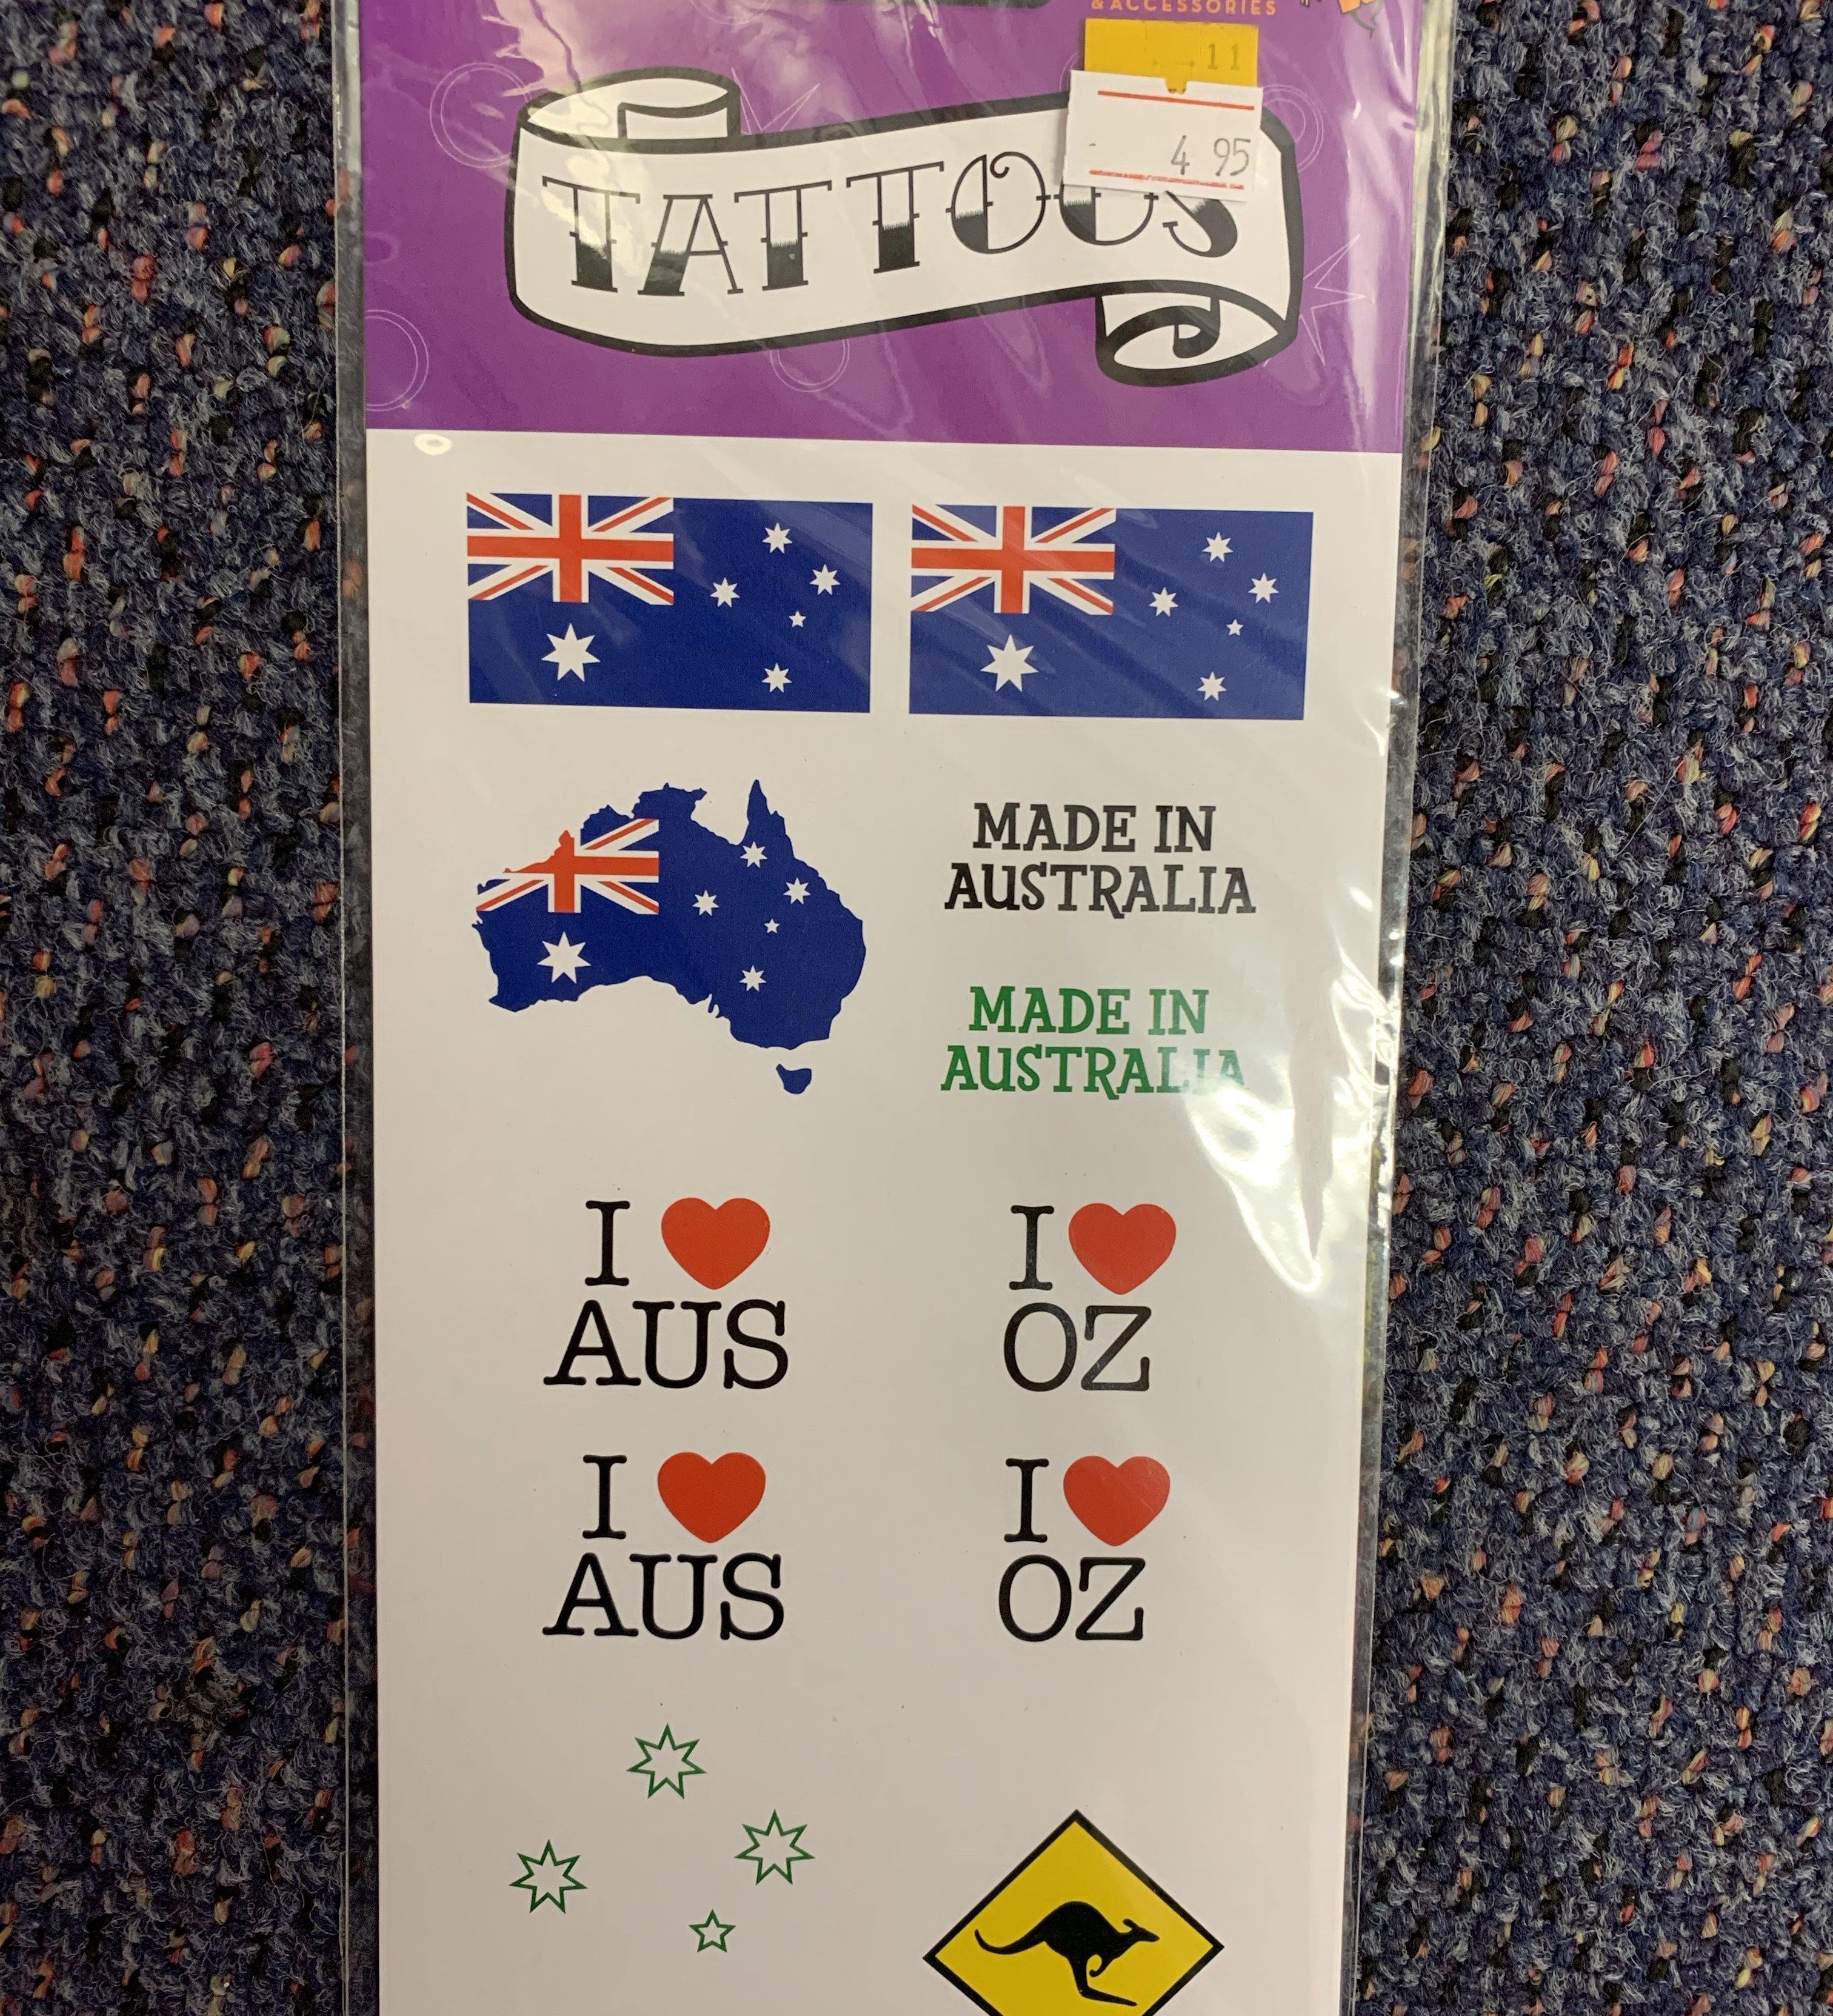 & ACCESSORIES
11
4 95
TATTOOS
MADE IN
AUSTRALIA
MADE IN
AUSTRALIA
I
AUS
I
OZ
I
AUS
I
OZ